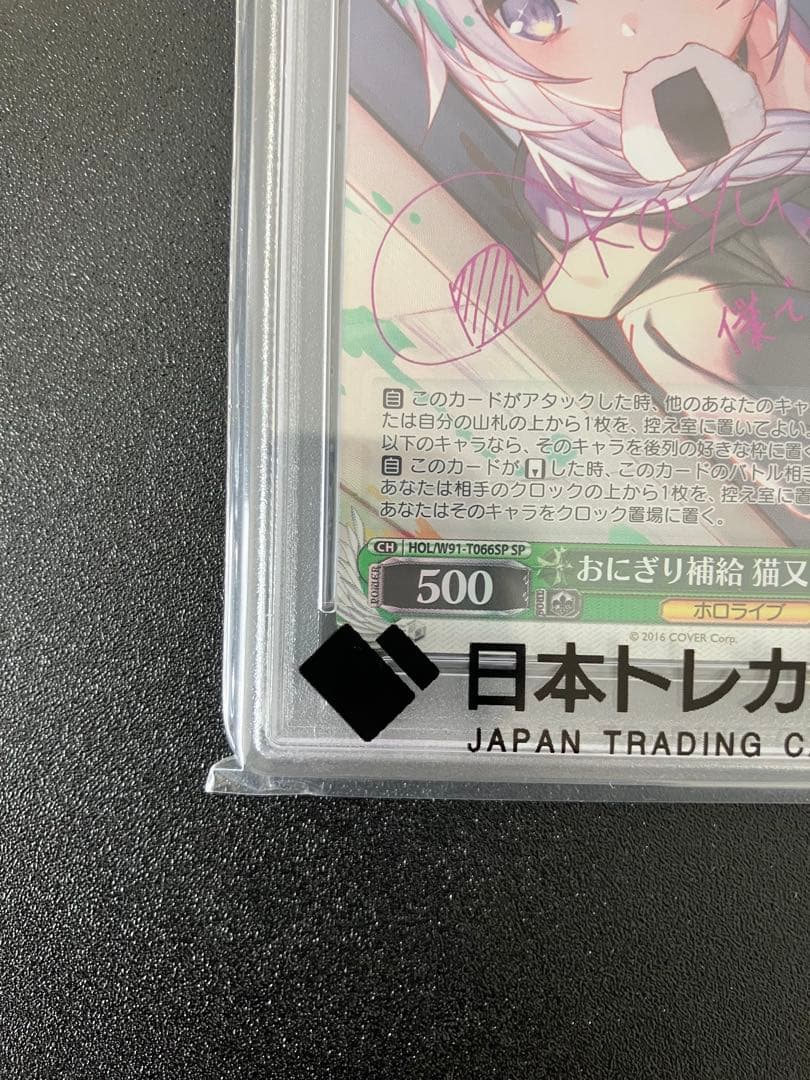 Okayu
僕で
自 このカードがアタックした時、他のあなたのキャ
たは自分の山札の上から1枚を、控え室に置いてよい。
以下のキャラなら、そのキャラを後列の好きな枠に置く
自 このカードが した時、このカードのバトル相手
あなたは相手のクロックの上から1枚を、控え室に置
あなたはそのキャラをクロック置場に置く。
CH HOL/W91-T066SP SP
POWER 500 SOUL おにぎり補給 猫又
ホロライブ
© 2016 COVER Corp.
日本トレカ
JAPAN TRADING C